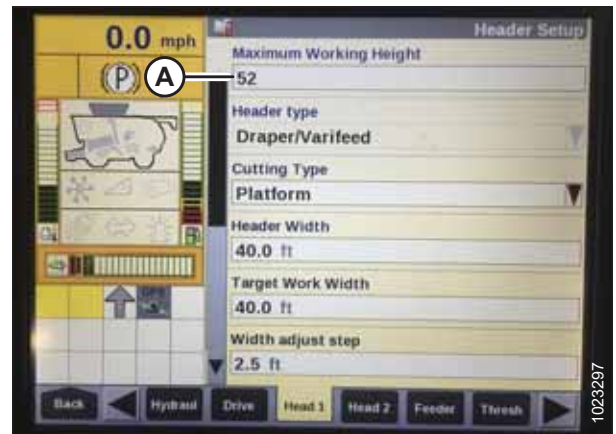 0.0 mph
Header Setup
Maximum Working Height
(P)
A
52
Header type
Draper/Varifeed
Cutting Type
Platform
Header Width
40.0 ft
Target Work Width
40.0 ft
Width adjust step
2.5 ft
Back
Hydraul
Drive
Head 1
Head 2
Feeder
Thresh
1023297